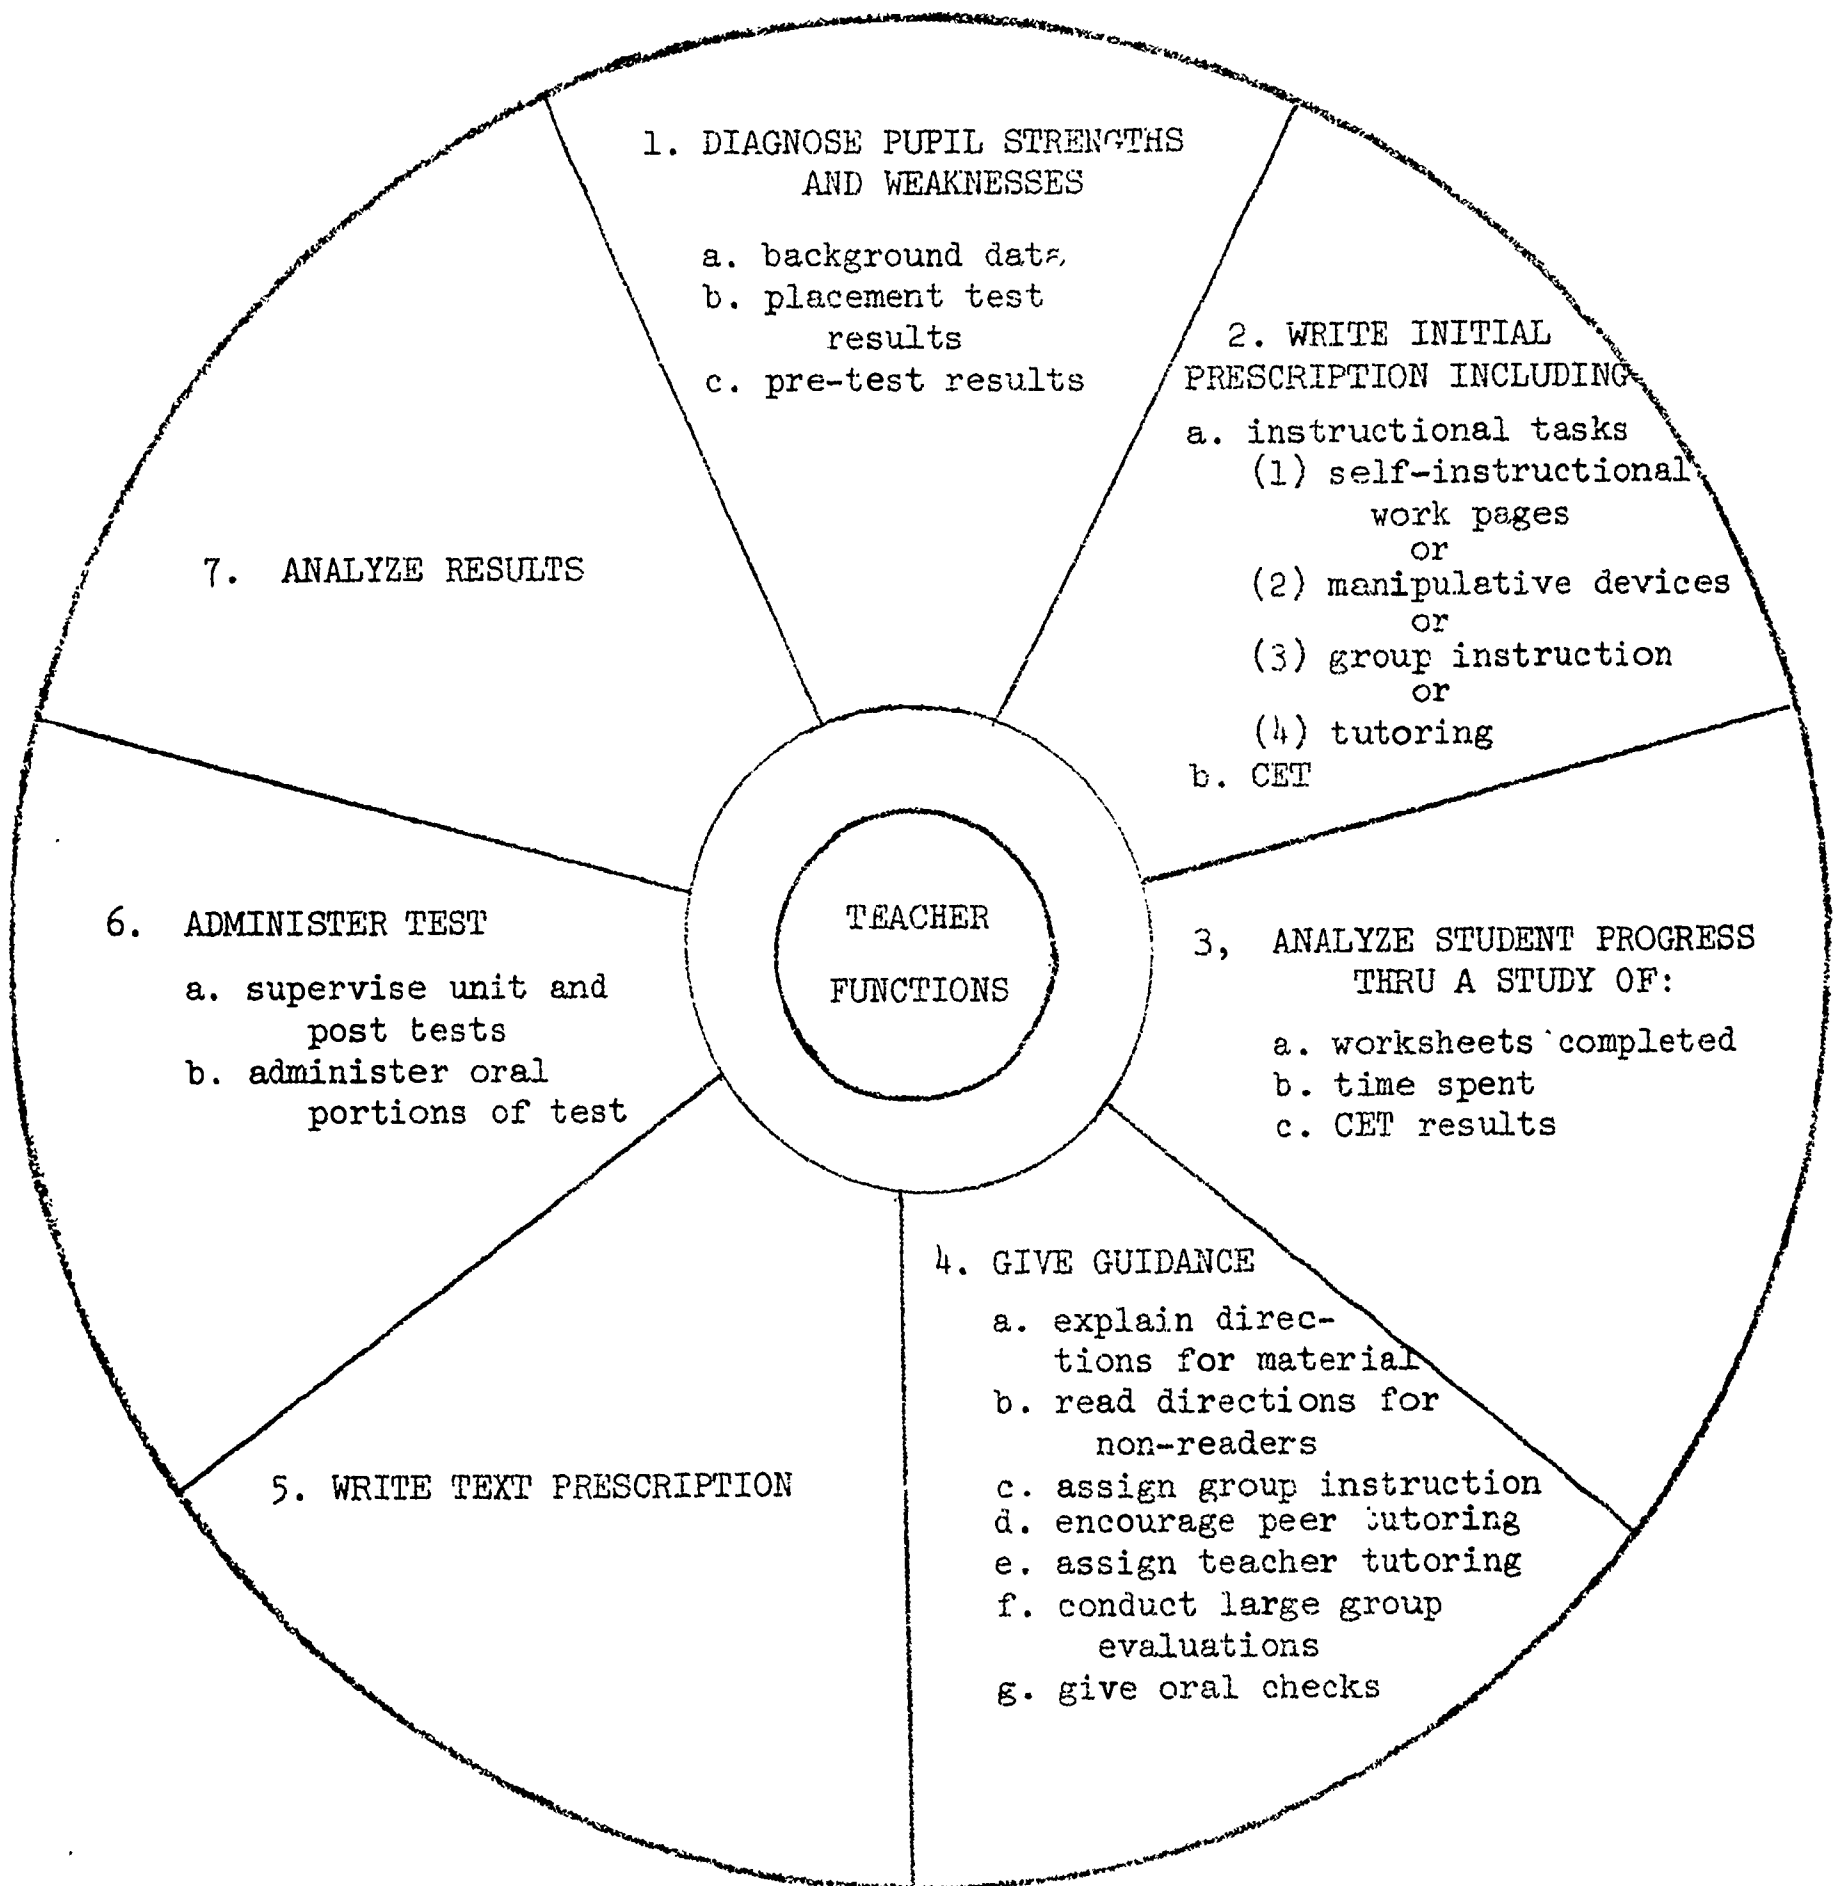 1. DIAGNOSE PUPIL STRENGTHS
AND WEAKNESSES
a. background data
b. placement test
results
c. pre-test results
2. WRITE INITIAL
PRESCRIPTION INCLUDING
a. instructional tasks
(1) self-instructional
work pages
or
(2) manipulative devices
or
(3) group instruction
or
(4) tutoring
b. CET
3, ANALYZE STUDENT PROGRESS
THRU A STUDY OF:
a. worksheets completed
b. time spent
c. CET results
4. GIVE GUIDANCE
a. explain direc-
tions for material
b. read directions for
non-readers
c. assign group instruction
d. encourage peer tutoring
e. assign teacher tutoring
f. conduct large group
evaluations
g. give oral checks
5. WRITE TEXT PRESCRIPTION
6. ADMINISTER TEST
a. supervise unit and
post tests
b. administer oral
portions of test
7. ANALYZE RESULTS
TEACHER
FUNCTIONS